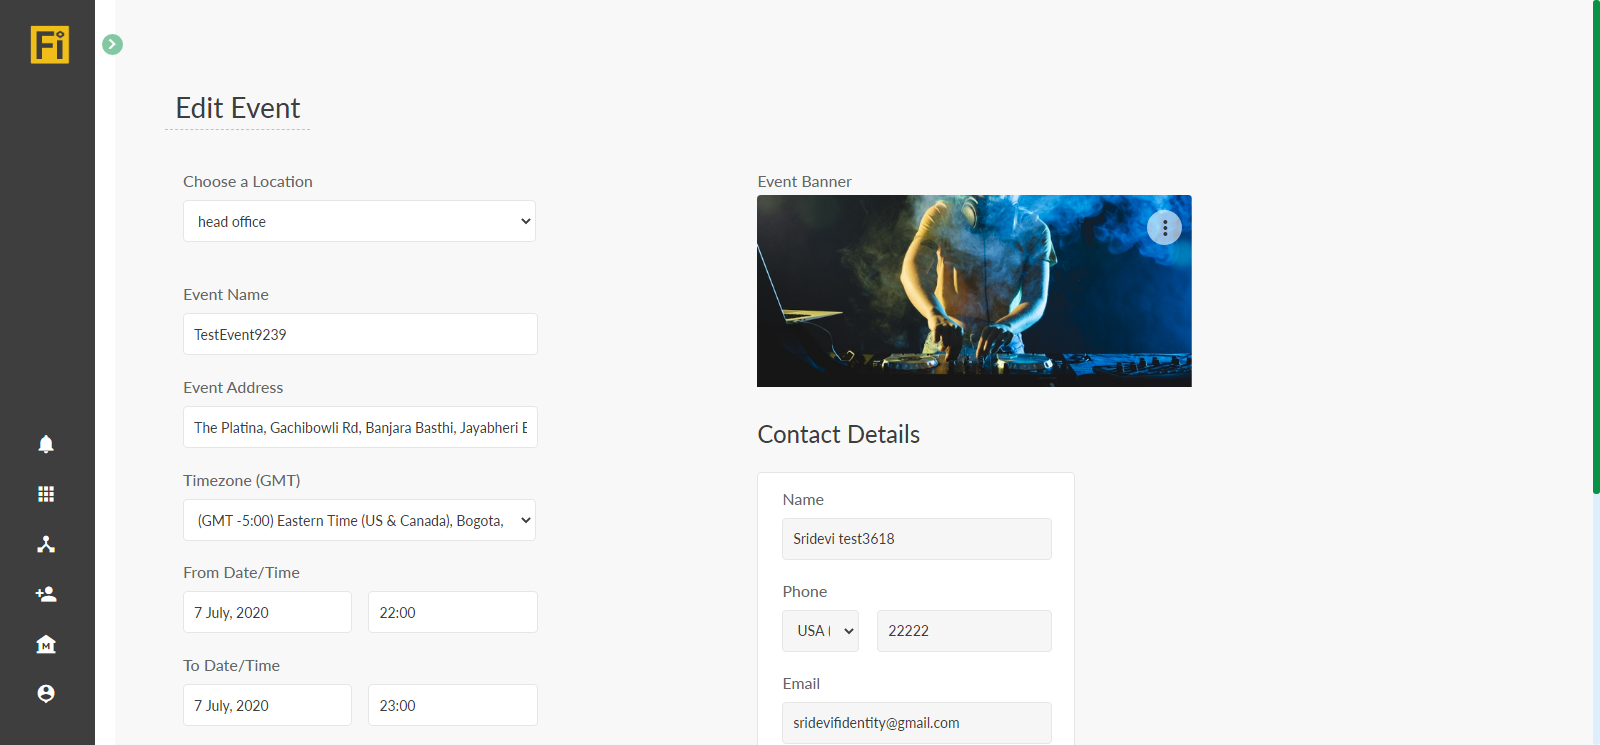 Fi
Edit Event
Choose a Location
head office
Event Name
TestEvent9239
Event Address
The Platina, Gachibowli Rd, Banjara Basthi, Jayabheri E
Timezone (GMT)
(GMT -5:00) Eastern Time (US & Canada), Bogota,
From Date/Time
7 July, 2020 22:00
To Date/Time
7 July, 2020 23:00
Event Banner
Contact Details
Name
Sridevi test3618
Phone
USA ( 22222
Email
sridevifidentity@gmail.com
M